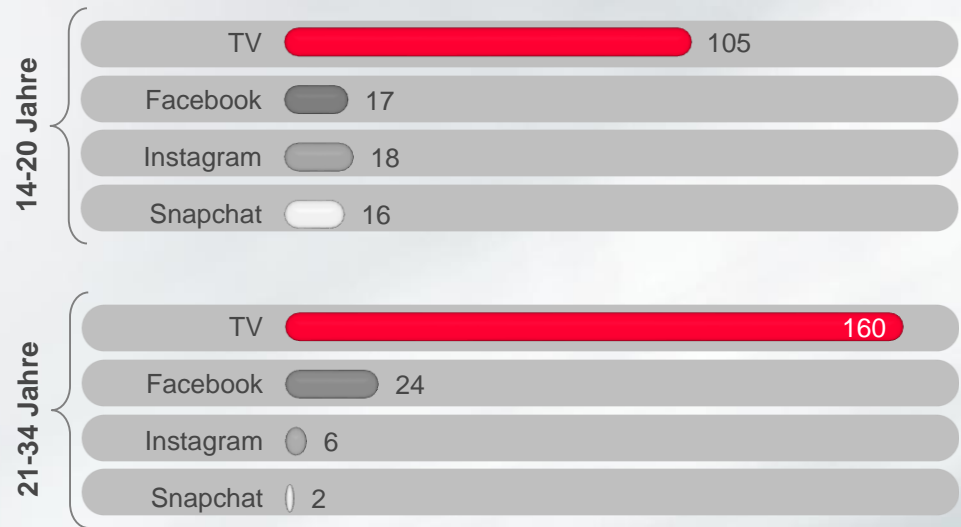 14-20 Jahre
TV 105
Facebook 17
Instagram 18
Snapchat 16
21-34 Jahre
TV 160
Facebook 24
Instagram 6
Snapchat 2